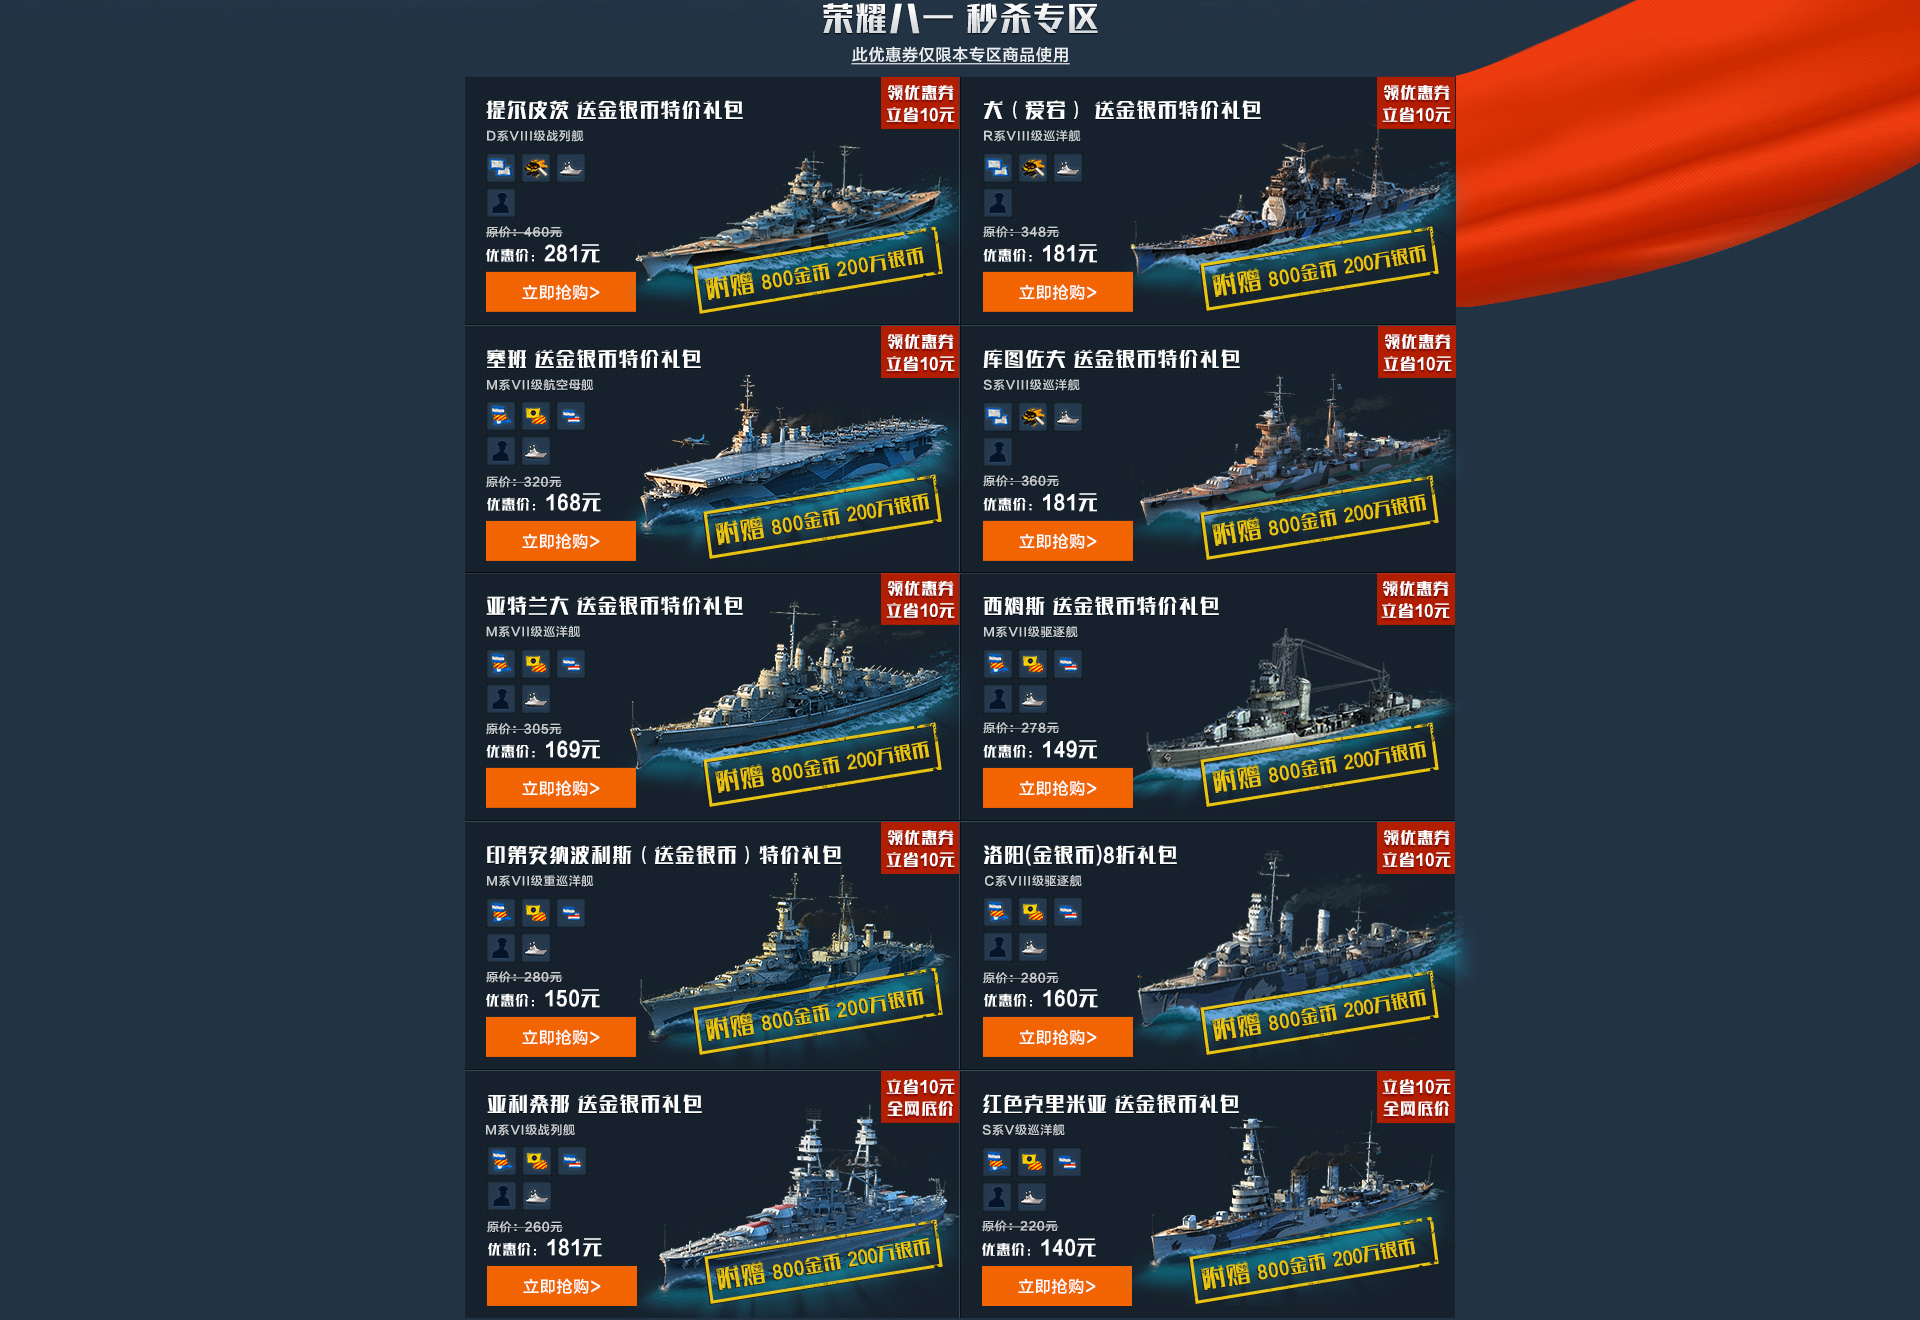 荣耀八一 秒杀专区
此优惠券仅限本专区商品使用
提尔皮茨 送金银币特价礼包
领优惠券
立省10元
D系VIII级战列舰
原价：460元
优惠价：281元
立即抢购>
附赠 800金币 200万银币
犬（爱宕） 送金银币特价礼包
领优惠券
立省10元
R系VIII级巡洋舰
原价：348元
优惠价：181元
立即抢购>
附赠 800金币 200万银币
塞班 送金银币特价礼包
领优惠券
立省10元
M系VII级航空母舰
原价：320元
优惠价：168元
立即抢购>
附赠 800金币 200万银币
库图佐夫 送金银币特价礼包
领优惠券
立省10元
S系VIII级巡洋舰
原价：360元
优惠价：181元
立即抢购>
附赠 800金币 200万银币
亚特兰大 送金银币特价礼包
领优惠券
立省10元
M系VII级巡洋舰
原价：305元
优惠价：169元
立即抢购>
附赠 800金币 200万银币
西姆斯 送金银币特价礼包
领优惠券
立省10元
M系VII级驱逐舰
原价：278元
优惠价：149元
立即抢购>
附赠 800金币 200万银币
印第安纳波利斯（送金银币）特价礼包
领优惠券
立省10元
M系VII级重巡洋舰
原价：280元
优惠价：150元
立即抢购>
附赠 800金币 200万银币
洛阳(金银币)8折礼包
领优惠券
立省10元
C系VIII级驱逐舰
原价：280元
优惠价：160元
立即抢购>
14
附赠 800金币 200万银币
亚利桑那 送金银币礼包
立省10元
全网底价
M系VI级战列舰
原价：260元
优惠价：181元
立即抢购>
附赠 800金币 200万银币
红色克里米亚 送金银币礼包
立省10元
全网底价
S系V级巡洋舰
原价：220元
优惠价：140元
立即抢购>
附赠 800金币 200万银币